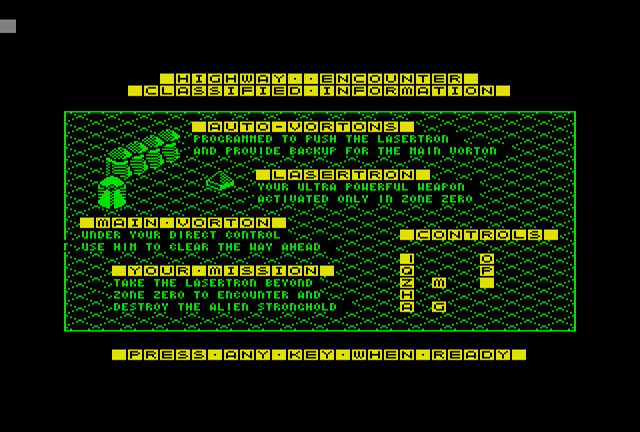 HIGHWAY··ENCOUNTER
CLASSIFIED·INFORMATION
AUTO-VORTONS
PROGRAMMED TO PUSH THE LASERTRON
AND PROVIDE BACKUP FOR THE MAIN VORTON
LASERTRON
YOUR ULTRA POWERFUL WEAPON
ACTIVATED ONLY IN ZONE ZERO
MAIN·VORTON
UNDER YOUR DIRECT CONTROL
USE HIM TO CLEAR THE WAY AHEAD
YOUR·MISSION
TAKE THE LASERTRON BEYOND
ZONE ZERO TO ENCOUNTER AND
DESTROY THE ALIEN STRONGHOLD
CONTROLS
1 O
Q P
Z M
H
A G
PRESS·ANY·KEY·WHEN·READY